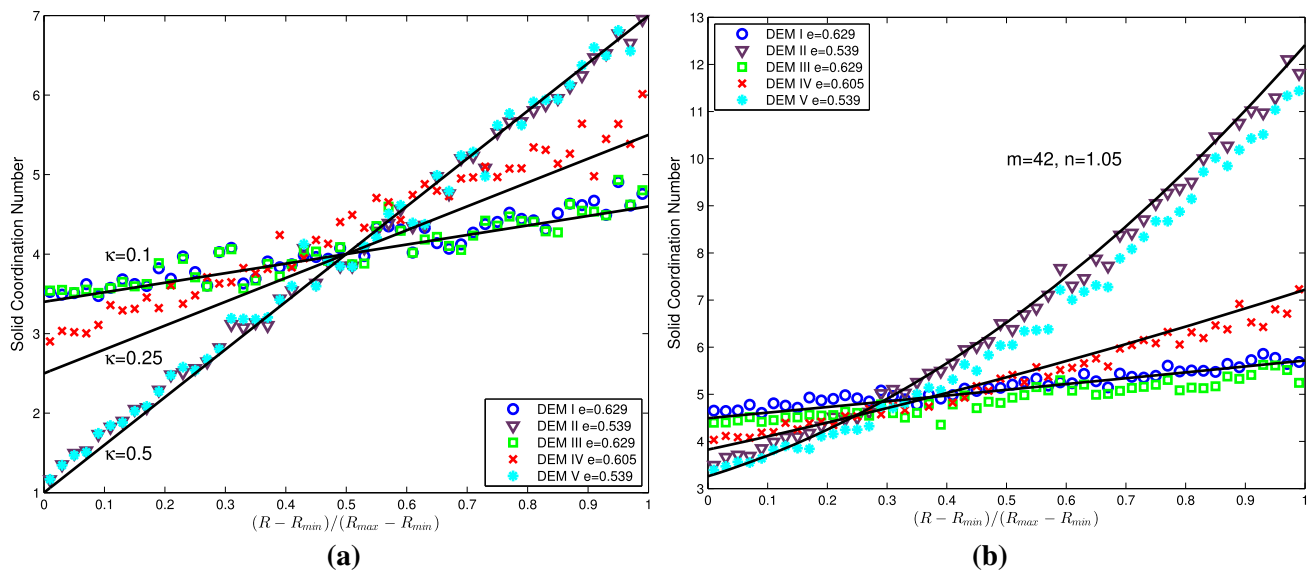 7
6
5
4
3
2
1
Solid Coordination Number
κ=0.1
κ=0.25
κ=0.5
DEM I e=0.629
DEM II e=0.539
DEM III e=0.629
DEM IV e=0.605
DEM V e=0.539
0 0.1 0.2 0.3 0.4 0.5 0.6 0.7 0.8 0.9 1
(R − R_min)/(R_max − R_min)
(a)
13
12
11
10
9
8
7
6
5
4
3
Solid Coordination Number
DEM I e=0.629
DEM II e=0.539
DEM III e=0.629
DEM IV e=0.605
DEM V e=0.539
m=42, n=1.05
0 0.1 0.2 0.3 0.4 0.5 0.6 0.7 0.8 0.9 1
(R − R_min)/(R_max − R_min)
(b)